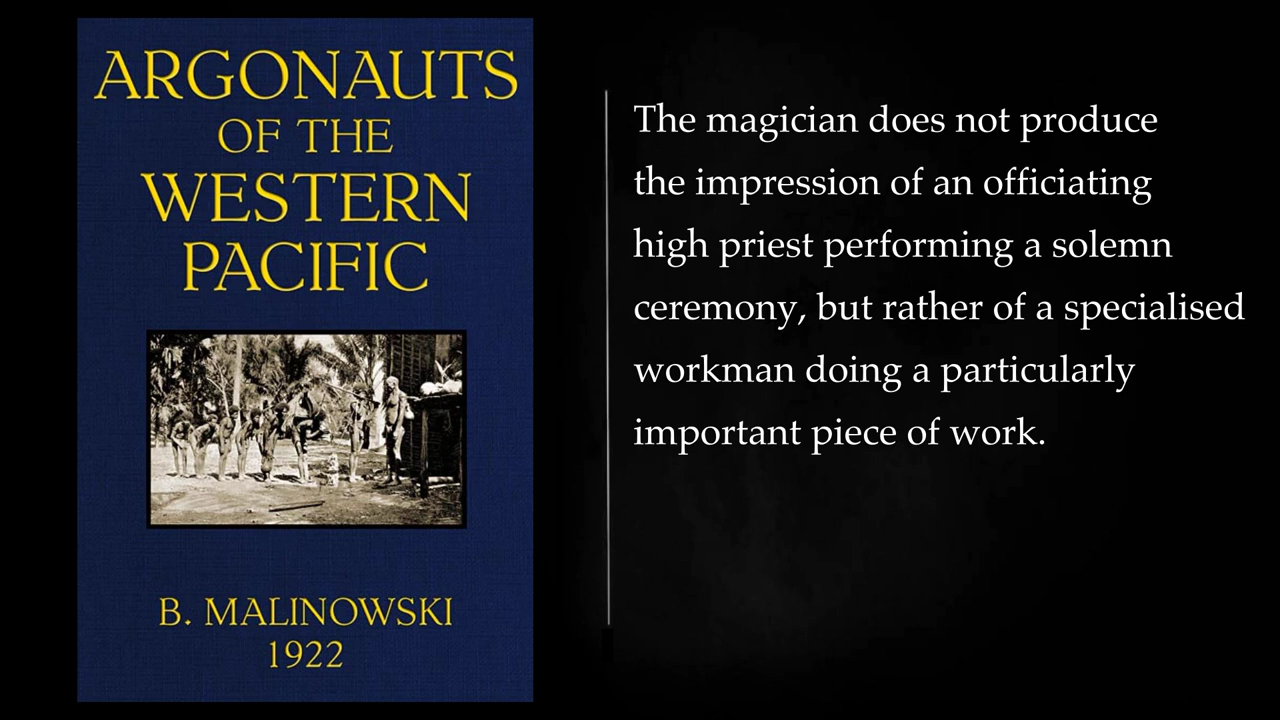 ARGONAUTS
OF THE
WESTERN
PACIFIC
B. MALINOWSKI
1922
The magician does not produce
the impression of an officiating
high priest performing a solemn
ceremony, but rather of a specialised
workman doing a particularly
important piece of work.